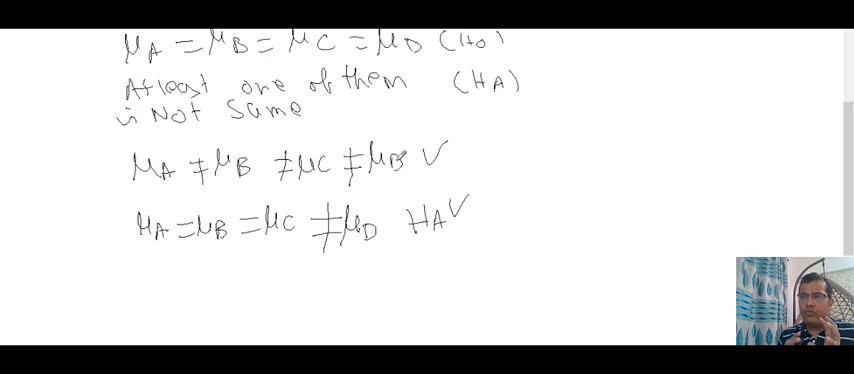 μA = μB = μC = μD (H0)
Atleast one of them (HA)
is Not same
μA ≠ μB ≠ μC ≠ μB ✓
μA = μB = μC ≠ μD HA ✓